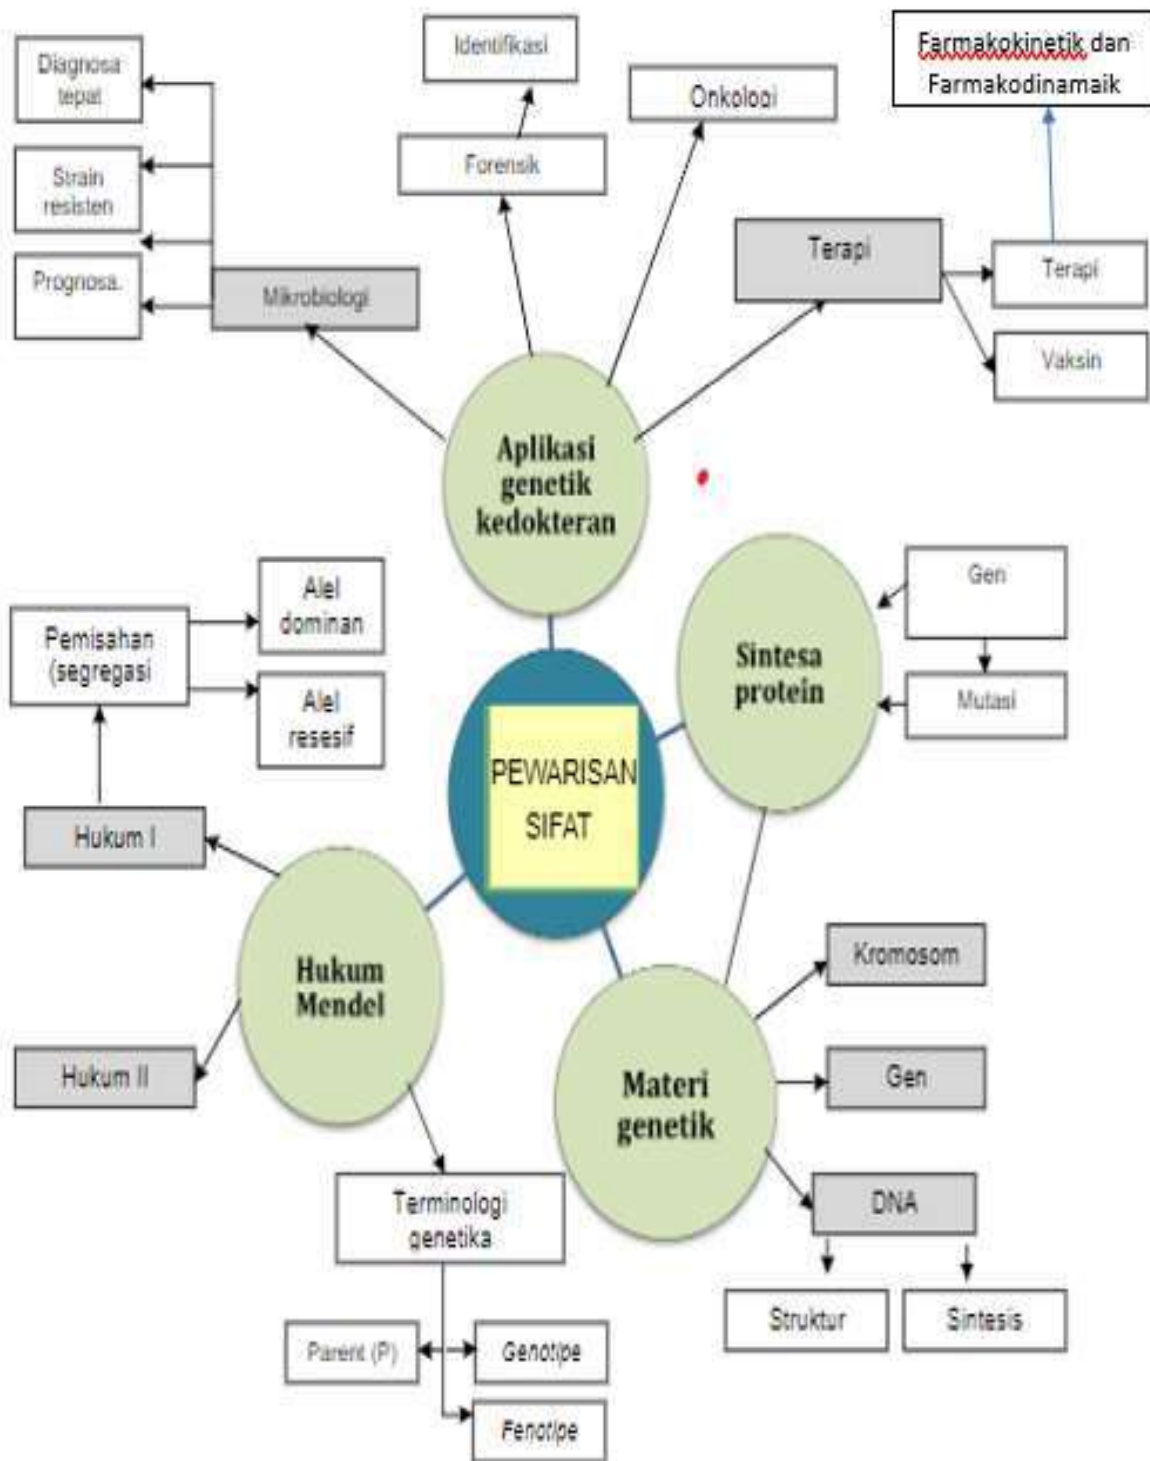 Identifikasi
Farmakokinetik dan
Farmakodinamaik
Diagnosa
tepat
Onkologi
Forensik
Strain
resisten
Terapi
Terapi
Prognosa.
Mikrobiologi
Vaksin
Aplikasi
genetik
kedokteran
Alel
dominan
Gen
Pemisahan
(segregasi
Sintesa
protein
Alel
resesif
Mutasi
PEWARISAN
SIFAT
Hukum I
Kromosom
Hukum
Mendel
Hukum II
Gen
Materi
genetik
DNA
Terminologi
genetika
Struktur
Sintesis
Parent (P)
Genotipe
Fenotipe